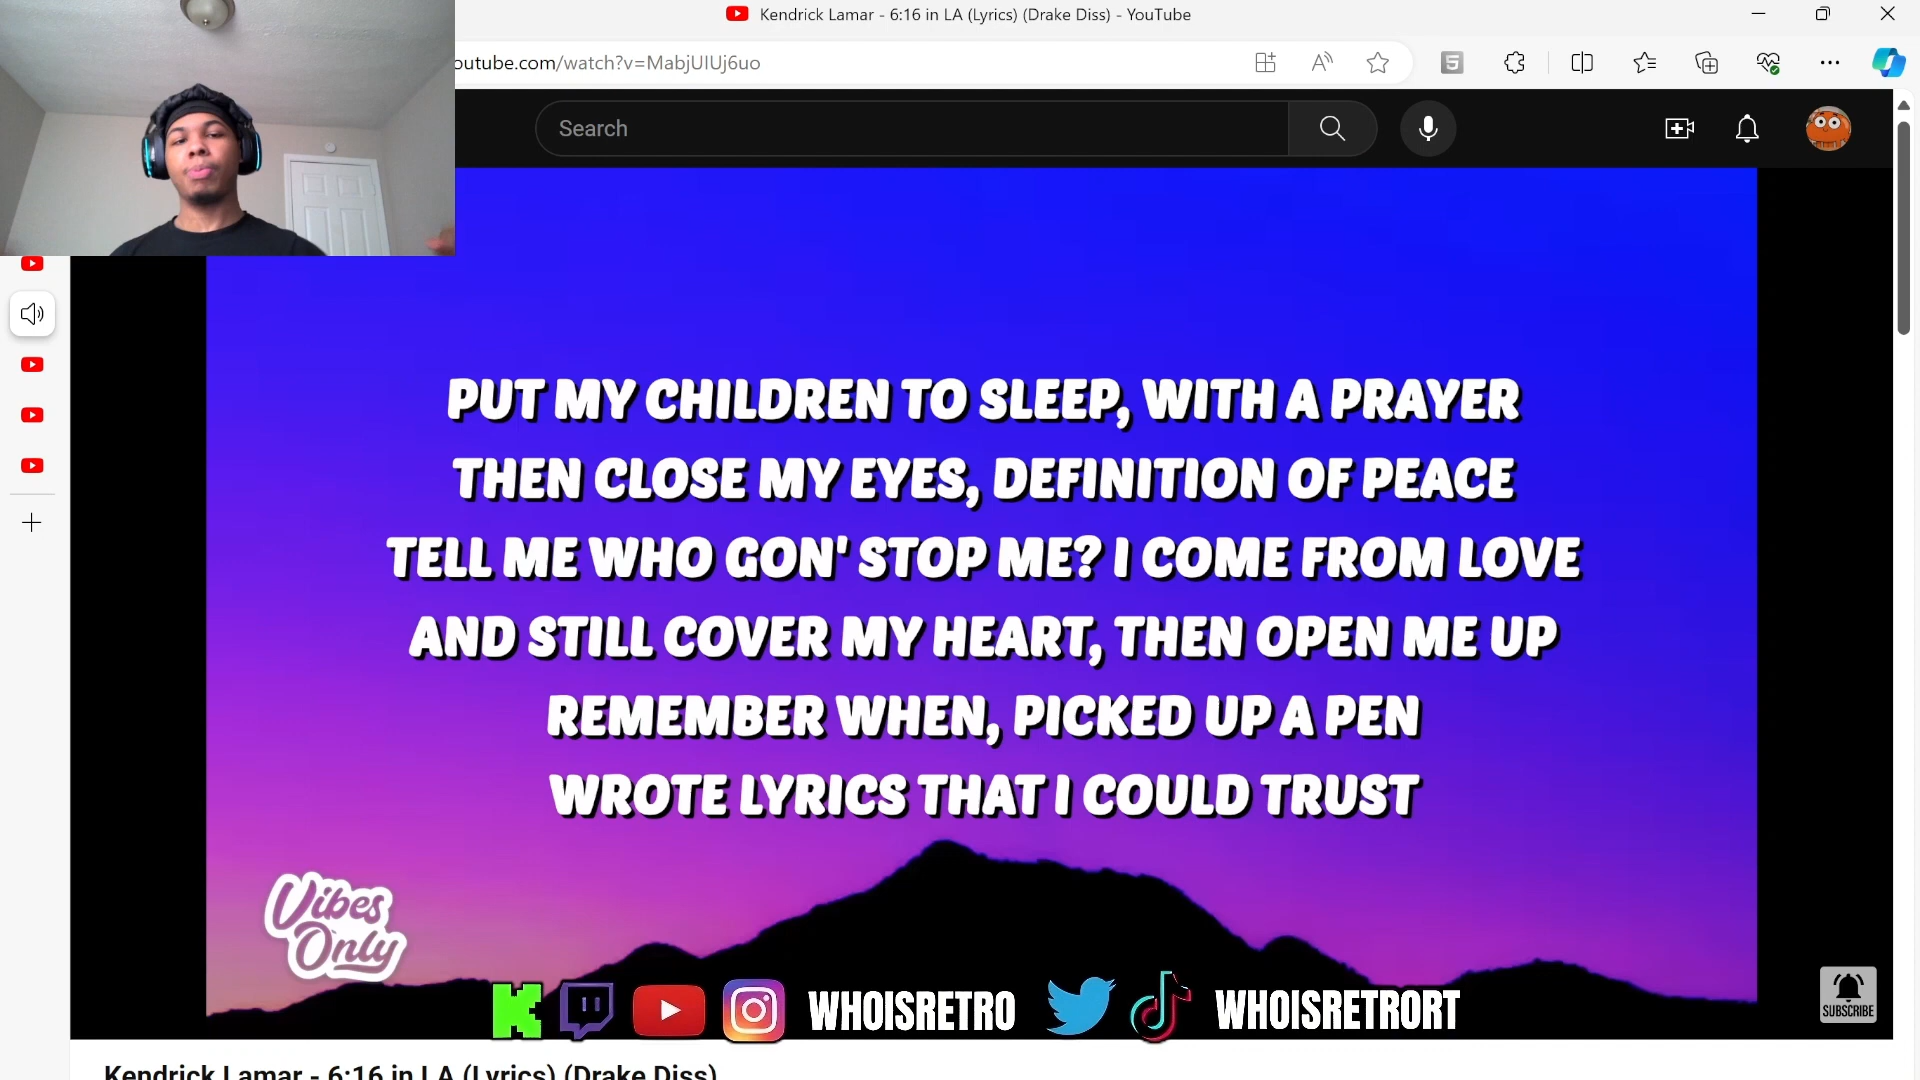 Kendrick Lamar - 6:16 in LA (Lyrics) (Drake Diss) - YouTube
outube.com/watch?v=MabjUIUj6uo
Search
PUT MY CHILDREN TO SLEEP, WITH A PRAYER
THEN CLOSE MY EYES, DEFINITION OF PEACE
TELL ME WHO GON' STOP ME? I COME FROM LOVE
AND STILL COVER MY HEART, THEN OPEN ME UP
REMEMBER WHEN, PICKED UP A PEN
WROTE LYRICS THAT I COULD TRUST
Vibes
Only
WHOISRETRO
WHOISRETRORT
SUBSCRIBE
Kendrick Lamar - 6:16 in LA (Lyrics) (Drake Diss)